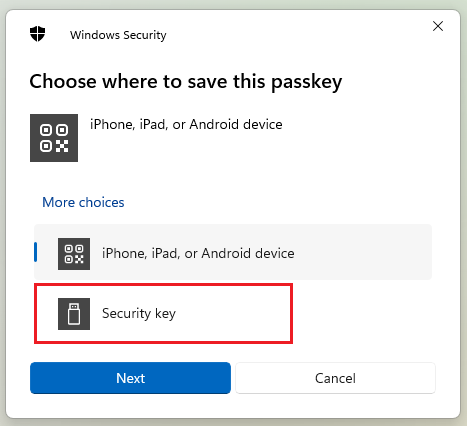 Windows Security
Choose where to save this passkey
iPhone, iPad, or Android device
More choices
iPhone, iPad, or Android device
Security key
Next
Cancel